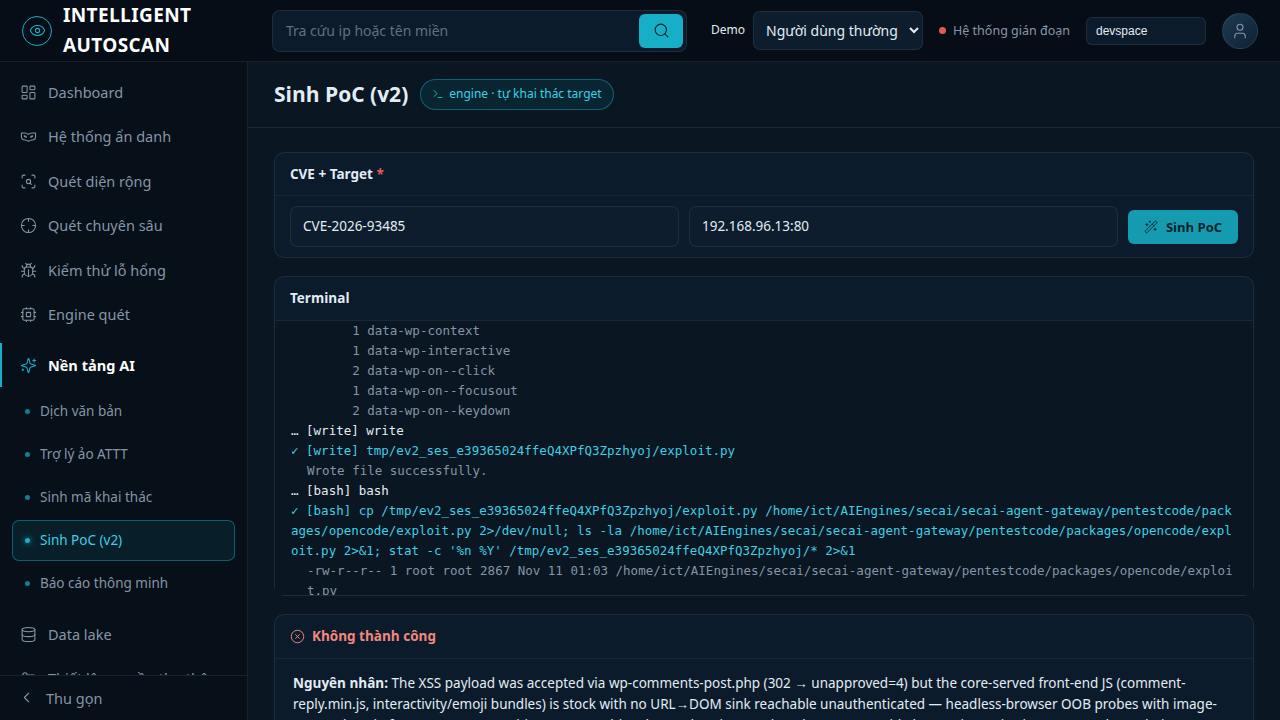 INTELLIGENT
AUTOSCAN
Tra cứu ip hoặc tên miền
Demo
Người dùng thường
Hệ thống gián đoạn
devspace
Dashboard
Hệ thống ẩn danh
Quét diện rộng
Quét chuyên sâu
Kiểm thử lỗ hổng
Engine quét
Nền tảng AI
Dịch văn bản
Trợ lý ảo ATTT
Sinh mã khai thác
Sinh PoC (v2)
Báo cáo thông minh
Data lake
Thu gọn
Sinh PoC (v2)
engine · tự khai thác target
CVE + Target *
CVE-2026-93485
192.168.96.13:80
Sinh PoC
Terminal
1 data-wp-context
1 data-wp-interactive
2 data-wp-on--click
1 data-wp-on--focusout
2 data-wp-on--keydown
… [write] write
✓ [write] tmp/ev2_ses_e39365024ffeQ4XPfQ3Zpzhyoj/exploit.py
Wrote file successfully.
… [bash] bash
✓ [bash] cp /tmp/ev2_ses_e39365024ffeQ4XPfQ3Zpzhyoj/exploit.py /home/ict/AIEngines/secai/secai-agent-gateway/pentestcode/pack
ages/opencode/exploit.py 2>/dev/null; ls -la /home/ict/AIEngines/secai/secai-agent-gateway/pentestcode/packages/opencode/expl
oit.py 2>&1; stat -c '%n %Y' /tmp/ev2_ses_e39365024ffeQ4XPfQ3Zpzhyoj/* 2>&1
-rw-r--r-- 1 root root 2867 Nov 11 01:03 /home/ict/AIEngines/secai/secai-agent-gateway/pentestcode/packages/opencode/exploi
t.py
Không thành công
Nguyên nhân: The XSS payload was accepted via wp-comments-post.php (302 → unapproved=4) but the core-served front-end JS (comment-
reply.min.js, interactivity/emoji bundles) is stock with no URL→DOM sink reachable unauthenticated — headless-browser OOB probes with image-